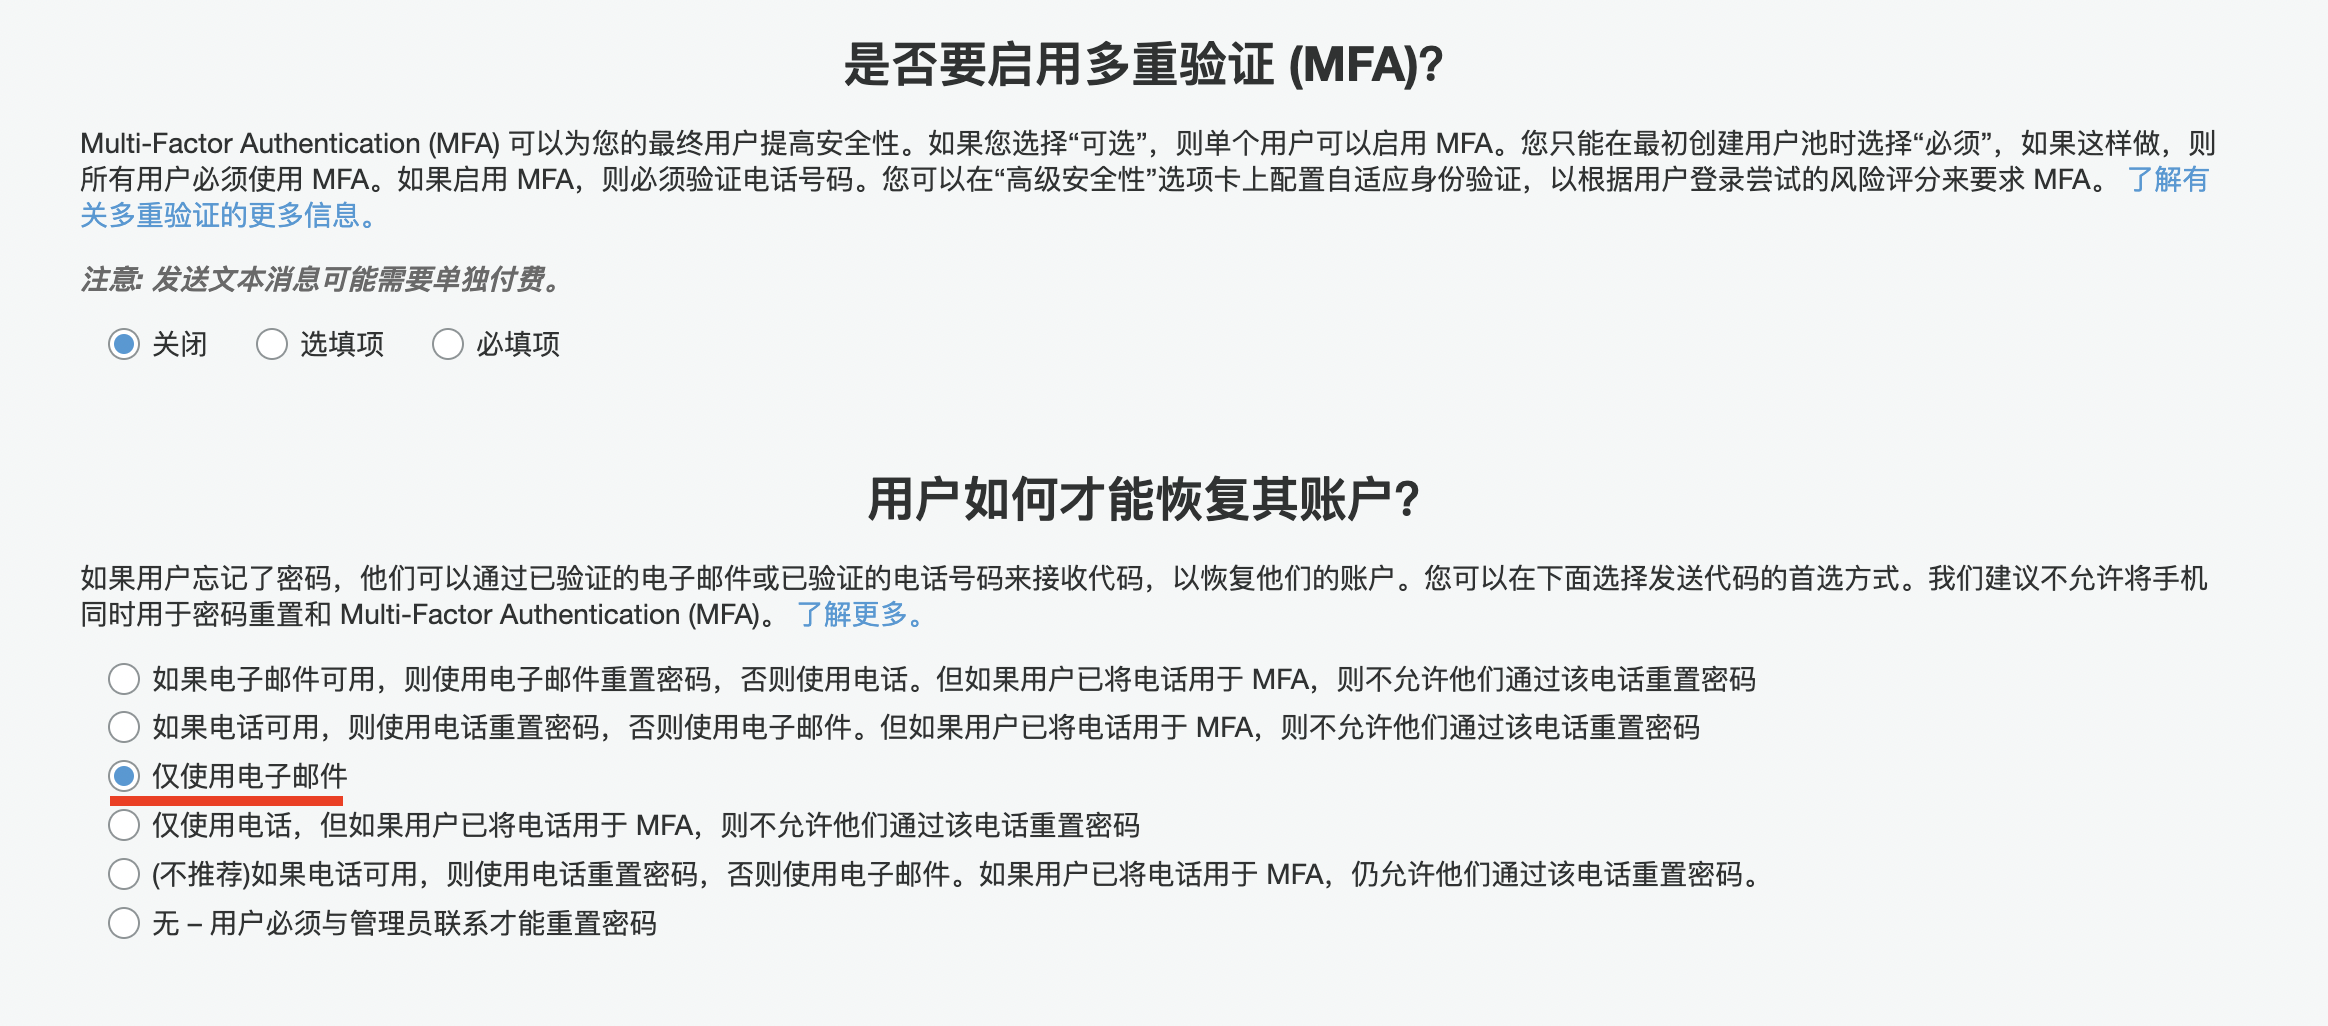 是否要启用多重验证 (MFA)?
Multi-Factor Authentication (MFA) 可以为您的最终用户提高安全性。如果您选择“可选”，则单个用户可以启用 MFA。您只能在最初创建用户池时选择“必须”，如果这样做，则
所有用户必须使用 MFA。如果启用 MFA，则必须验证电话号码。您可以在“高级安全性”选项卡上配置自适应身份验证，以根据用户登录尝试的风险评分来要求 MFA。 了解有
关多重验证的更多信息。
注意: 发送文本消息可能需要单独付费。
关闭 选填项 必填项
用户如何才能恢复其账户?
如果用户忘记了密码，他们可以通过已验证的电子邮件或已验证的电话号码来接收代码，以恢复他们的账户。您可以在下面选择发送代码的首选方式。我们建议不允许将手机
同时用于密码重置和 Multi-Factor Authentication (MFA)。 了解更多。
如果电子邮件可用，则使用电子邮件重置密码，否则使用电话。但如果用户已将电话用于 MFA，则不允许他们通过该电话重置密码
如果电话可用，则使用电话重置密码，否则使用电子邮件。但如果用户已将电话用于 MFA，则不允许他们通过该电话重置密码
仅使用电子邮件
仅使用电话，但如果用户已将电话用于 MFA，则不允许他们通过该电话重置密码
(不推荐)如果电话可用，则使用电话重置密码，否则使用电子邮件。如果用户已将电话用于 MFA，仍允许他们通过该电话重置密码。
无 – 用户必须与管理员联系才能重置密码